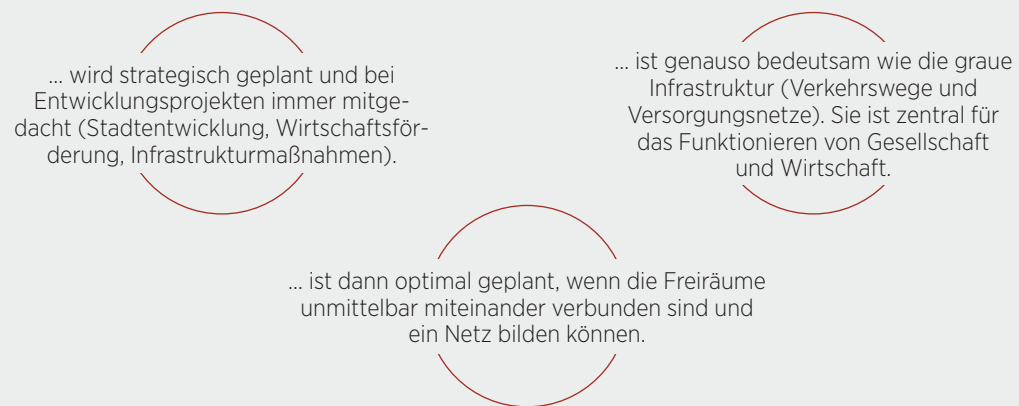 ... wird strategisch geplant und bei
Entwicklungsprojekten immer mitge-
dacht (Stadtentwicklung, Wirtschaftsför-
derung, Infrastrukturmaßnahmen).
... ist genauso bedeutsam wie die graue
Infrastruktur (Verkehrswege und
Versorgungsnetze). Sie ist zentral für
das Funktionieren von Gesellschaft
und Wirtschaft.
... ist dann optimal geplant, wenn die Freiräume
unmittelbar miteinander verbunden sind und
ein Netz bilden können.